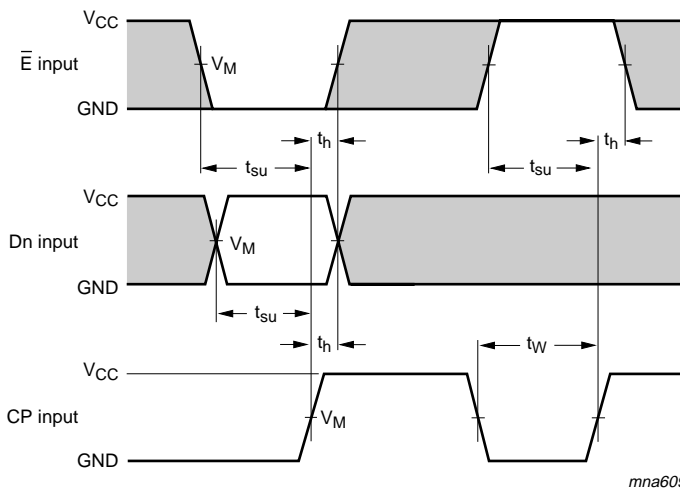 VCC
E̅ input
VM
GND
th
th
tsu
tsu
VCC
Dn input
VM
GND
tsu
th
tW
VCC
CP input
VM
GND
mna609